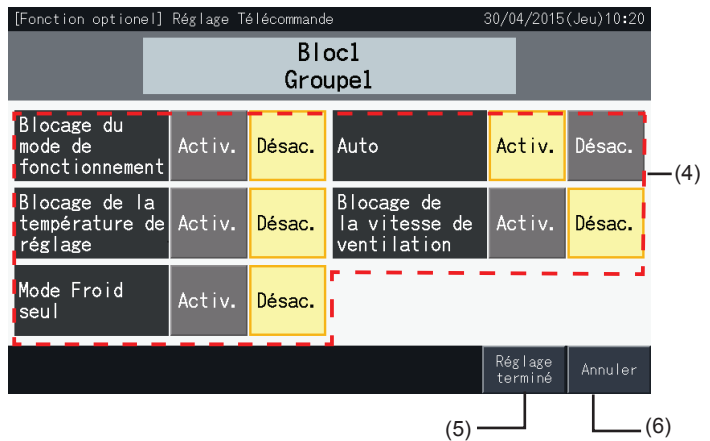 [Fonction optionel] Réglage Télécommande 30/04/2015(Jeu)10:20
Bloc1
Groupe1
Blocage du
mode de
fonctionnement
Activ.
Désac.
Auto
Activ.
Désac.
(4)
Blocage de la
température de
réglage
Activ.
Désac.
Blocage de
la vitesse de
ventilation
Activ.
Désac.
Mode Froid
seul
Activ.
Désac.
Réglage
terminé
Annuler
(5)
(6)